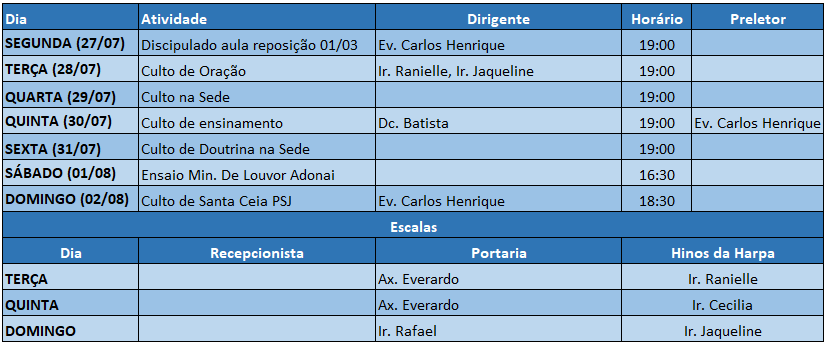 Dia Atividade Dirigente Horário Preletor
SEGUNDA (27/07) Discipulado aula reposição 01/03 Ev. Carlos Henrique 19:00
TERÇA (28/07) Culto de Oração Ir. Ranielle, Ir. Jaqueline 19:00
QUARTA (29/07) Culto na Sede 19:00
QUINTA (30/07) Culto de ensinamento Dc. Batista 19:00 Ev. Carlos Henrique
SEXTA (31/07) Culto de Doutrina na Sede 19:00
SÁBADO (01/08) Ensaio Min. De Louvor Adonai 16:30
DOMINGO (02/08) Culto de Santa Ceia PSJ Ev. Carlos Henrique 18:30
Escalas
Dia Recepcionista Portaria Hinos da Harpa
TERÇA Ax. Everardo Ir. Ranielle
QUINTA Ax. Everardo Ir. Cecilia
DOMINGO Ir. Rafael Ir. Jaqueline